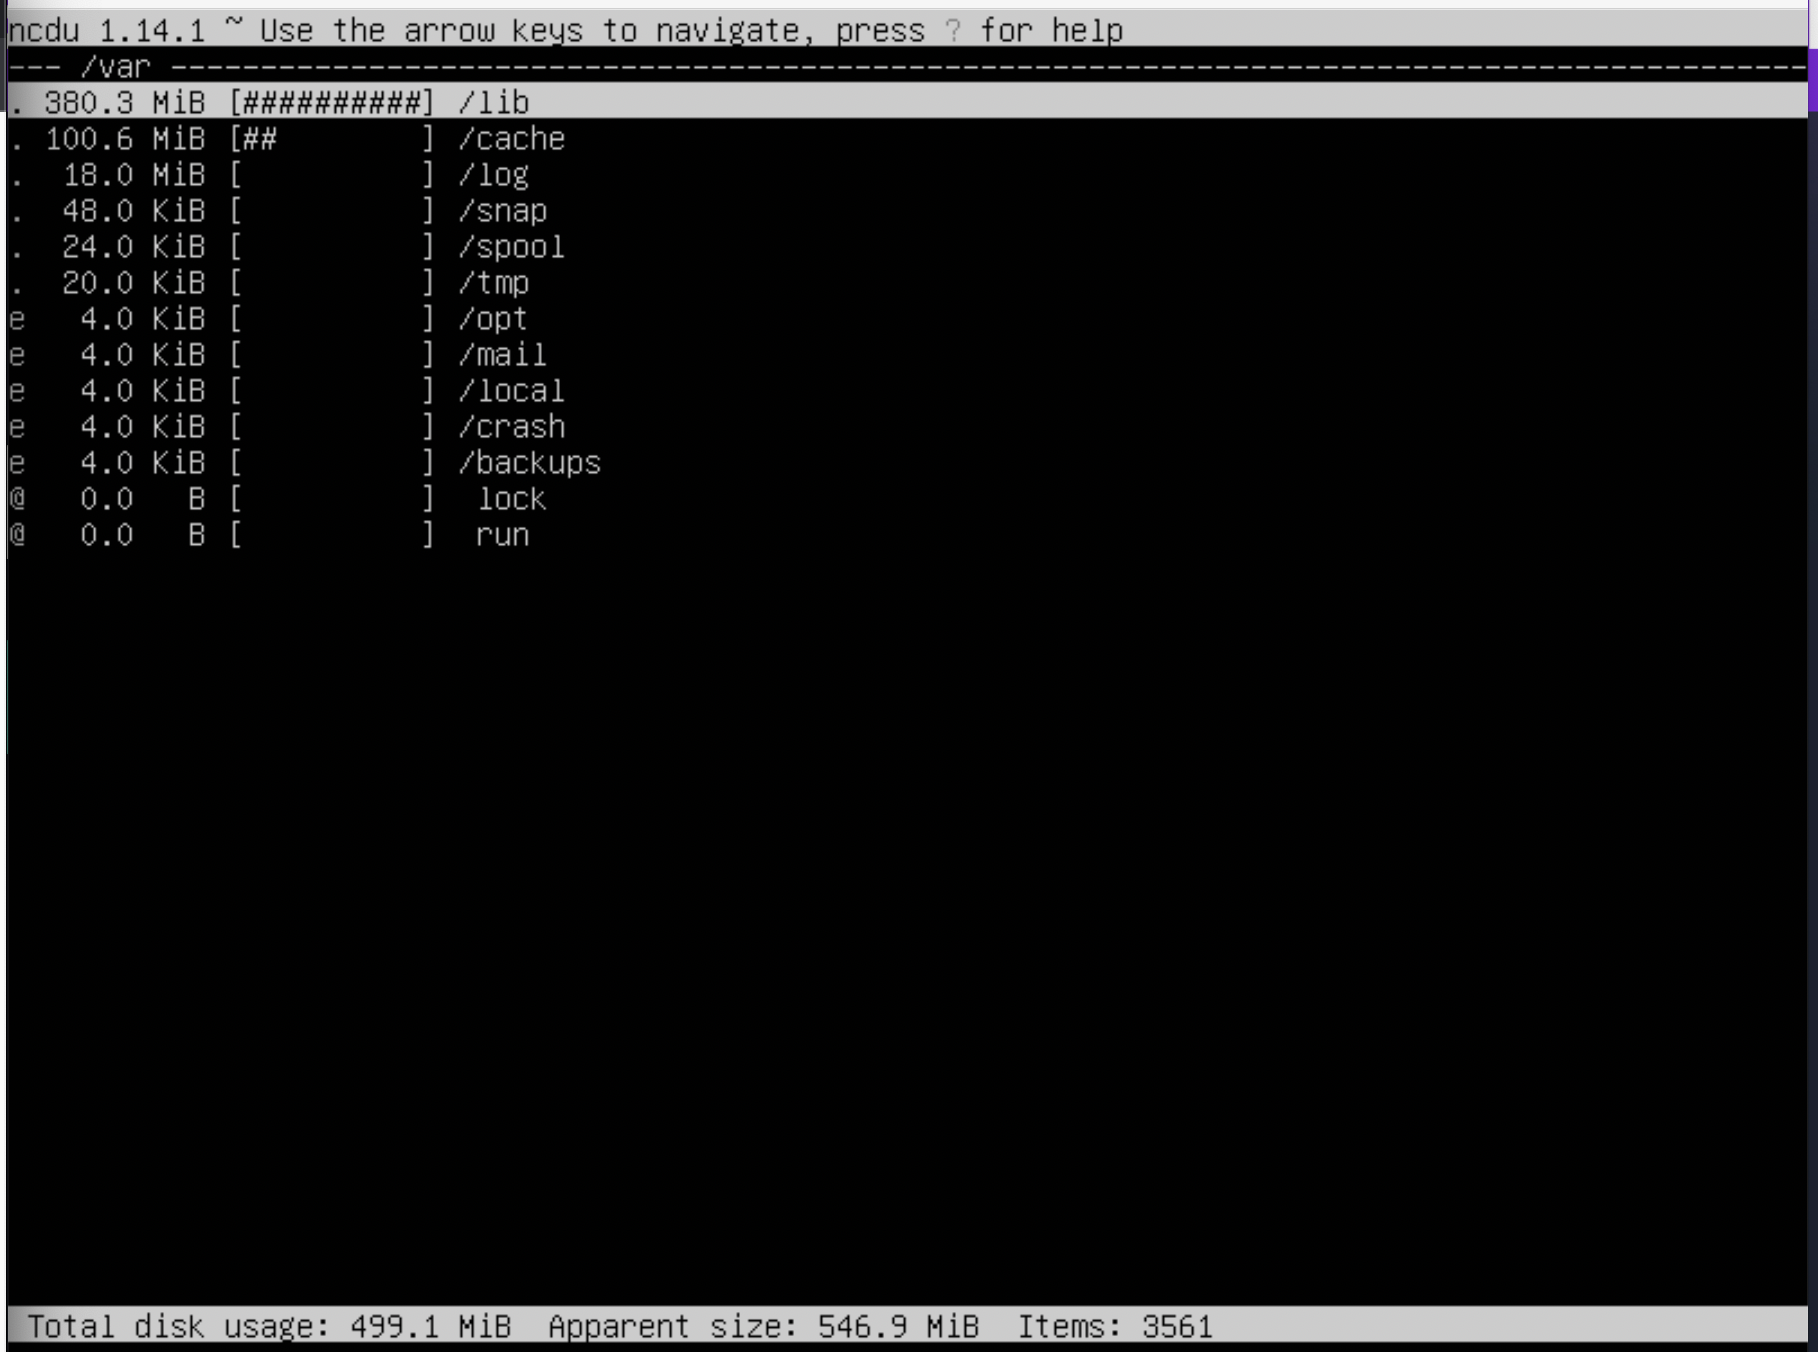 ncdu 1.14.1 ~ Use the arrow keys to navigate, press ? for help
--- /var -------------------------------------------------------------------------------------------
. 380.3 MiB [##########] /lib
. 100.6 MiB [##        ] /cache
.  18.0 MiB [          ] /log
.  48.0 KiB [          ] /snap
.  24.0 KiB [          ] /spool
.  20.0 KiB [          ] /tmp
e   4.0 KiB [          ] /opt
e   4.0 KiB [          ] /mail
e   4.0 KiB [          ] /local
e   4.0 KiB [          ] /crash
e   4.0 KiB [          ] /backups
@   0.0   B [          ]  lock
@   0.0   B [          ]  run
Total disk usage: 499.1 MiB  Apparent size: 546.9 MiB  Items: 3561